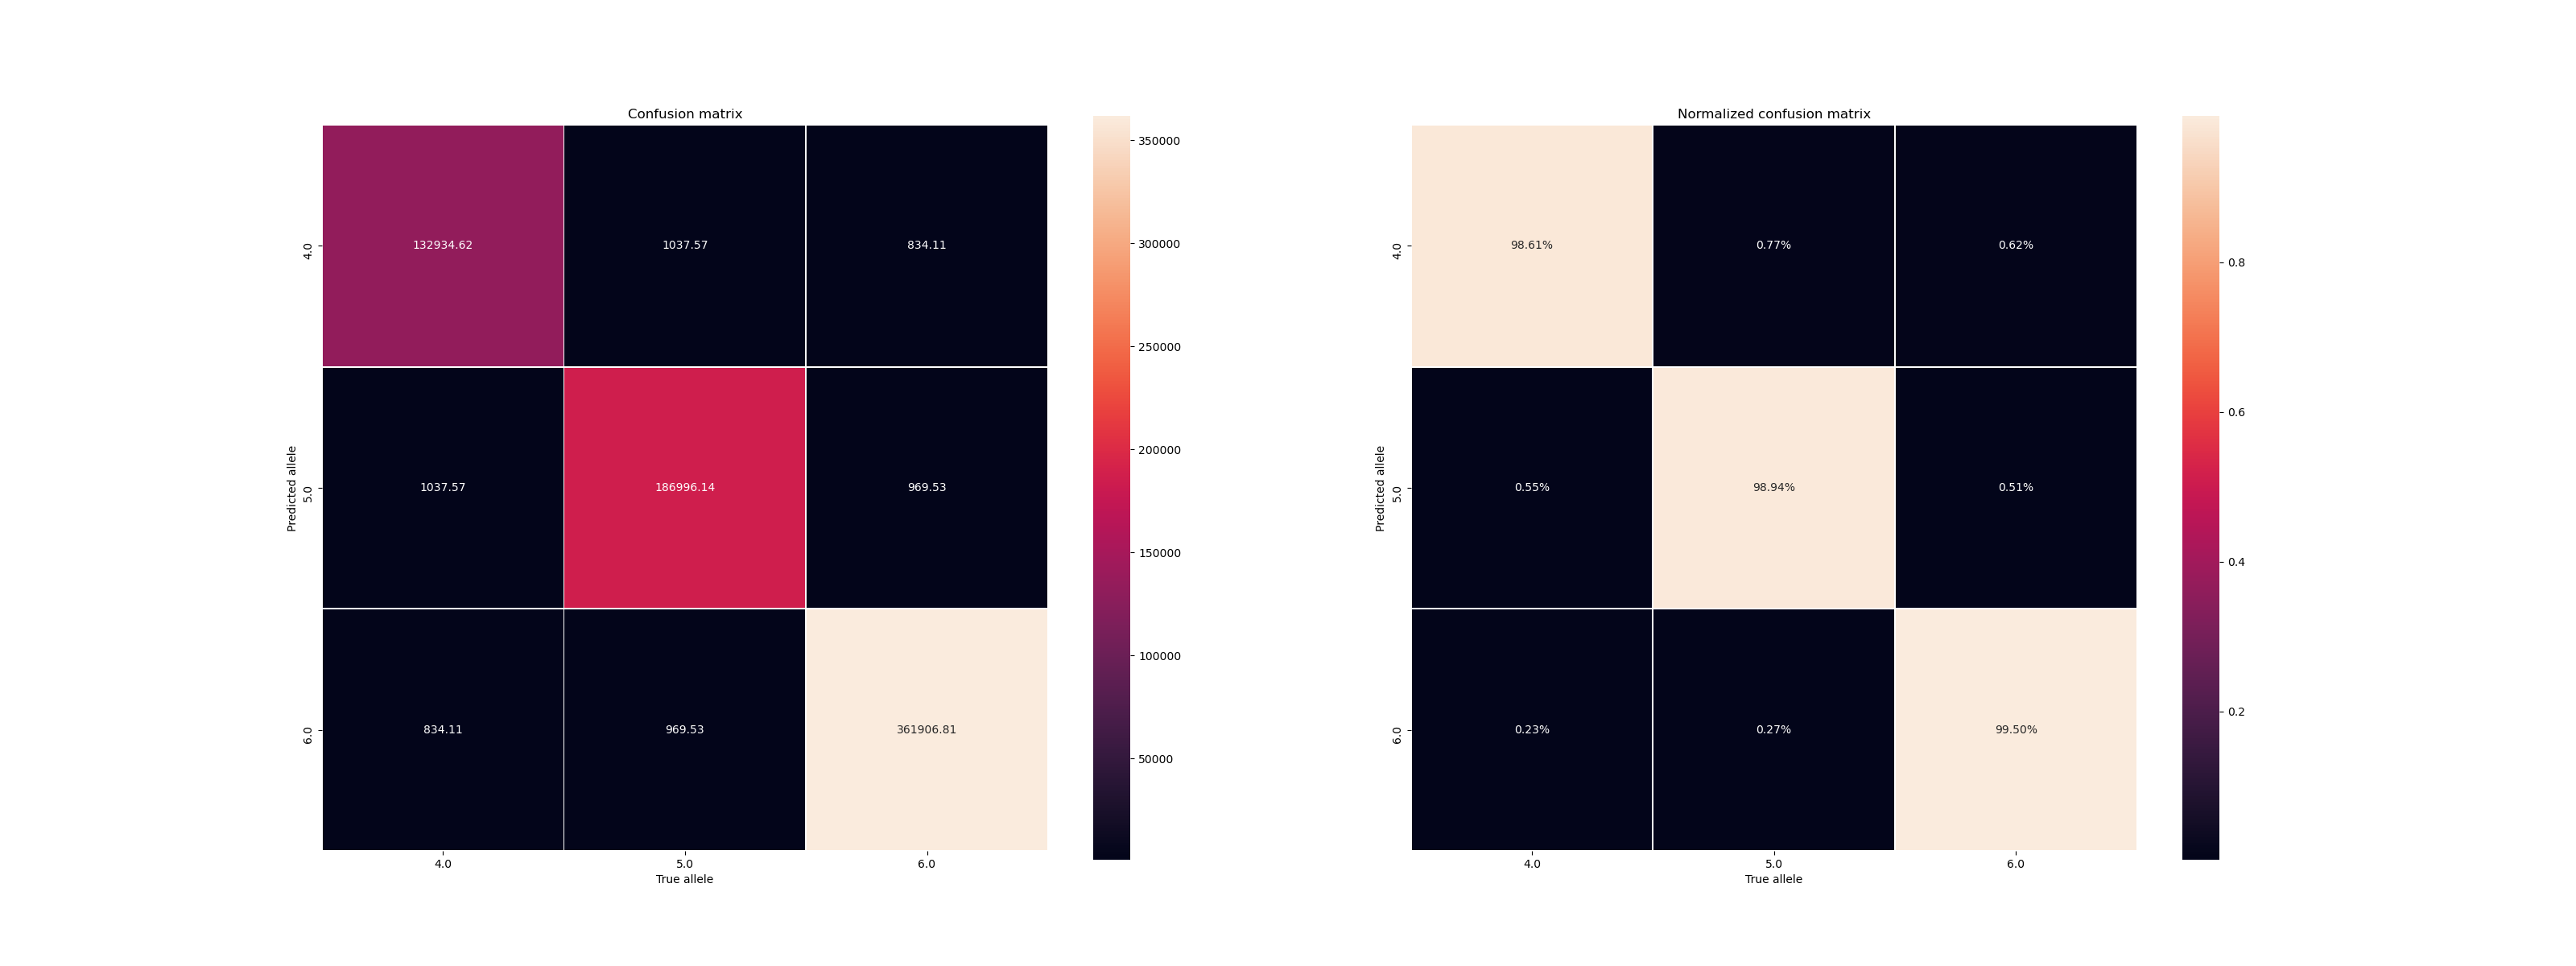 Confusion matrix
132934.62 1037.57 834.11
1037.57 186996.14 969.53
834.11 969.53 361906.81
4.0
5.0
6.0
Predicted allele
4.0 5.0 6.0
True allele
350000
300000
250000
200000
150000
100000
50000
Normalized confusion matrix
98.61% 0.77% 0.62%
0.55% 98.94% 0.51%
0.23% 0.27% 99.50%
4.0
5.0
6.0
Predicted allele
4.0 5.0 6.0
True allele
0.8
0.6
0.4
0.2